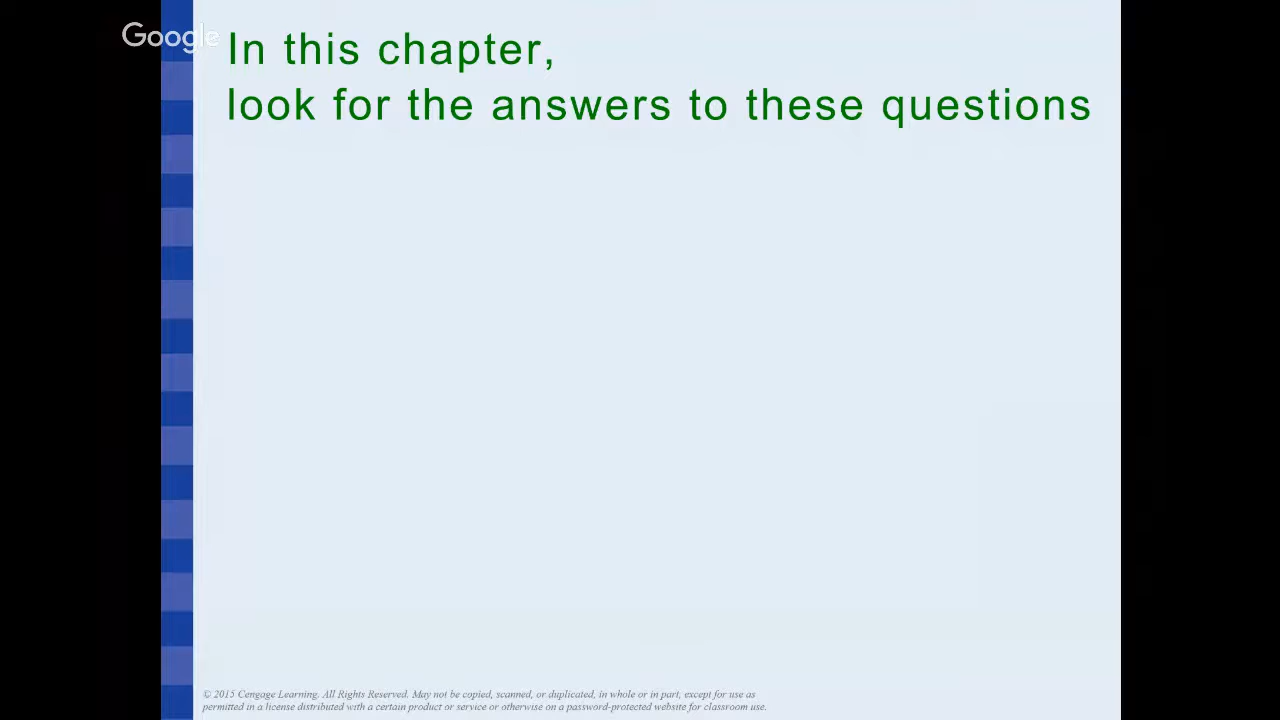 Google
In this chapter,
look for the answers to these questions
© 2015 Cengage Learning. All Rights Reserved. May not be copied, scanned, or duplicated, in whole or in part, except for use as
permitted in a license distributed with a certain product or service or otherwise on a password-protected website for classroom use.